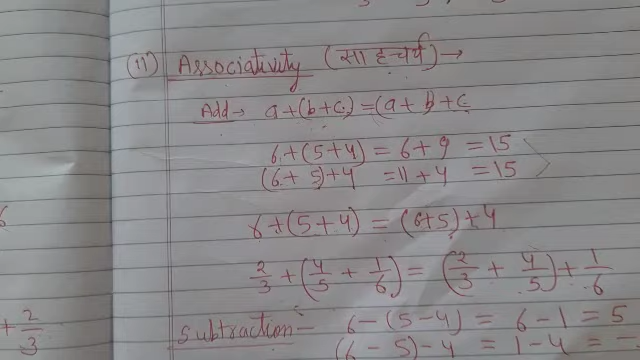 (11) Associativity (साहचर्य) →
Add → a+(b+c) = (a+b)+c
6+(5+4) = 6+9 = 15
(6+5)+4 = 11+4 = 15
6+(5+4) = (6+5)+4
2/3 + (4/5 + 1/6) = (2/3 + 4/5) + 1/6
+ 2/3
Subtraction – 6-(5-4) = 6-1 = 5
(6-5)-4 = 1-4 = -